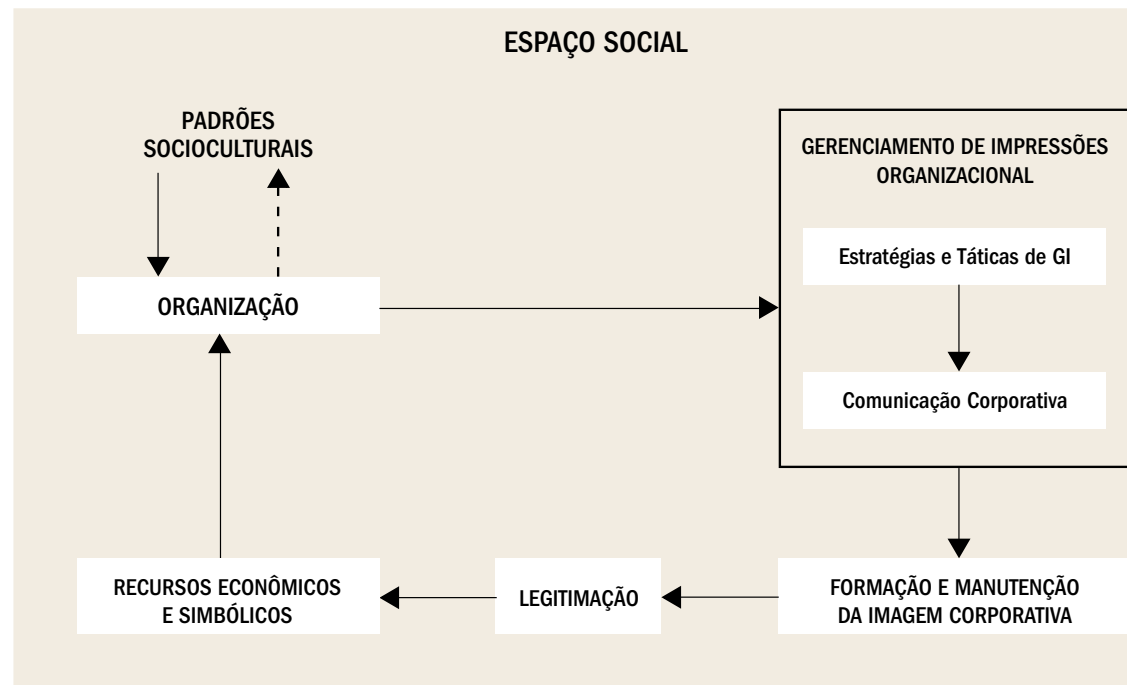 ESPAÇO SOCIAL
PADRÕES
SOCIOCULTURAIS
ORGANIZAÇÃO
GERENCIAMENTO DE IMPRESSÕES
ORGANIZACIONAL
Estratégias e Táticas de GI
Comunicação Corporativa
RECURSOS ECONÔMICOS
E SIMBÓLICOS
LEGITIMAÇÃO
FORMAÇÃO E MANUTENÇÃO
DA IMAGEM CORPORATIVA